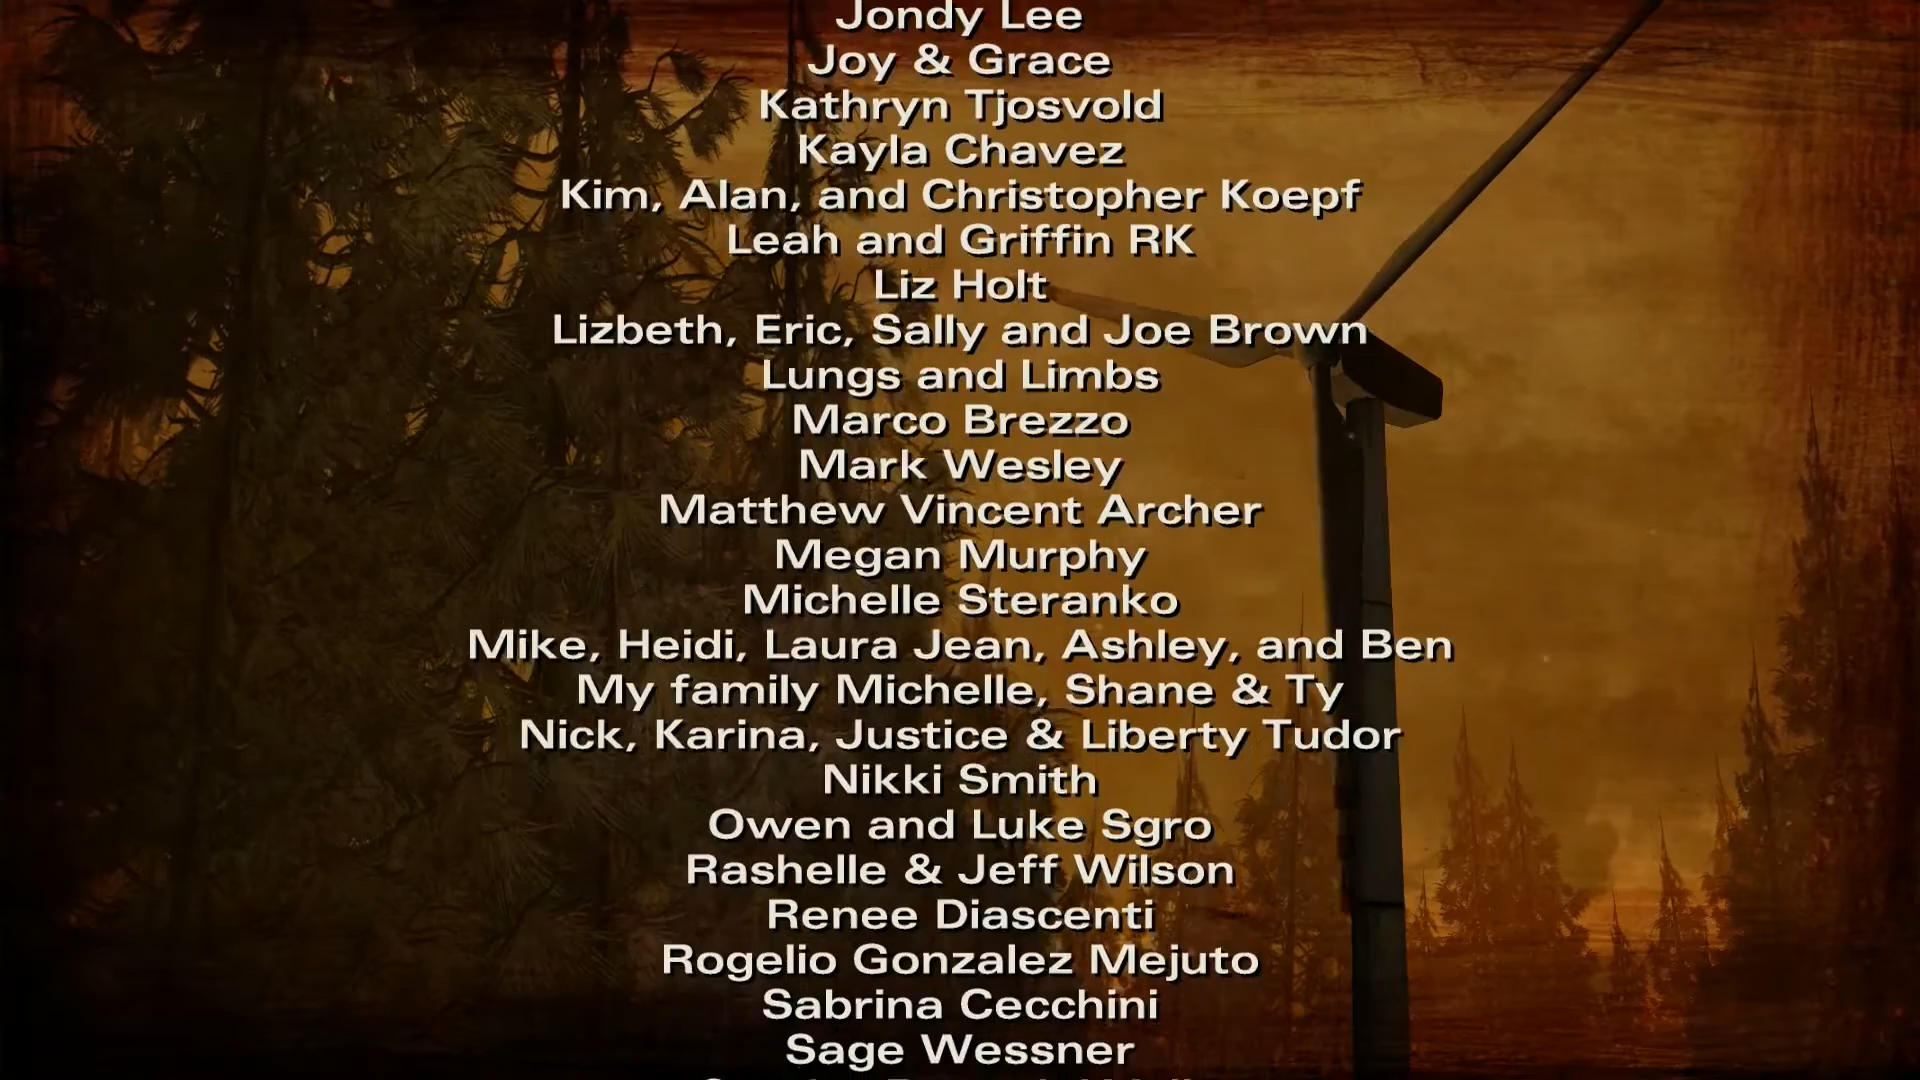 Jondy Lee
Joy & Grace
Kathryn Tjosvold
Kayla Chavez
Kim, Alan, and Christopher Koepf
Leah and Griffin RK
Liz Holt
Lizbeth, Eric, Sally and Joe Brown
Lungs and Limbs
Marco Brezzo
Mark Wesley
Matthew Vincent Archer
Megan Murphy
Michelle Steranko
Mike, Heidi, Laura Jean, Ashley, and Ben
My family Michelle, Shane & Ty
Nick, Karina, Justice & Liberty Tudor
Nikki Smith
Owen and Luke Sgro
Rashelle & Jeff Wilson
Renee Diascenti
Rogelio Gonzalez Mejuto
Sabrina Cecchini
Sage Wessner